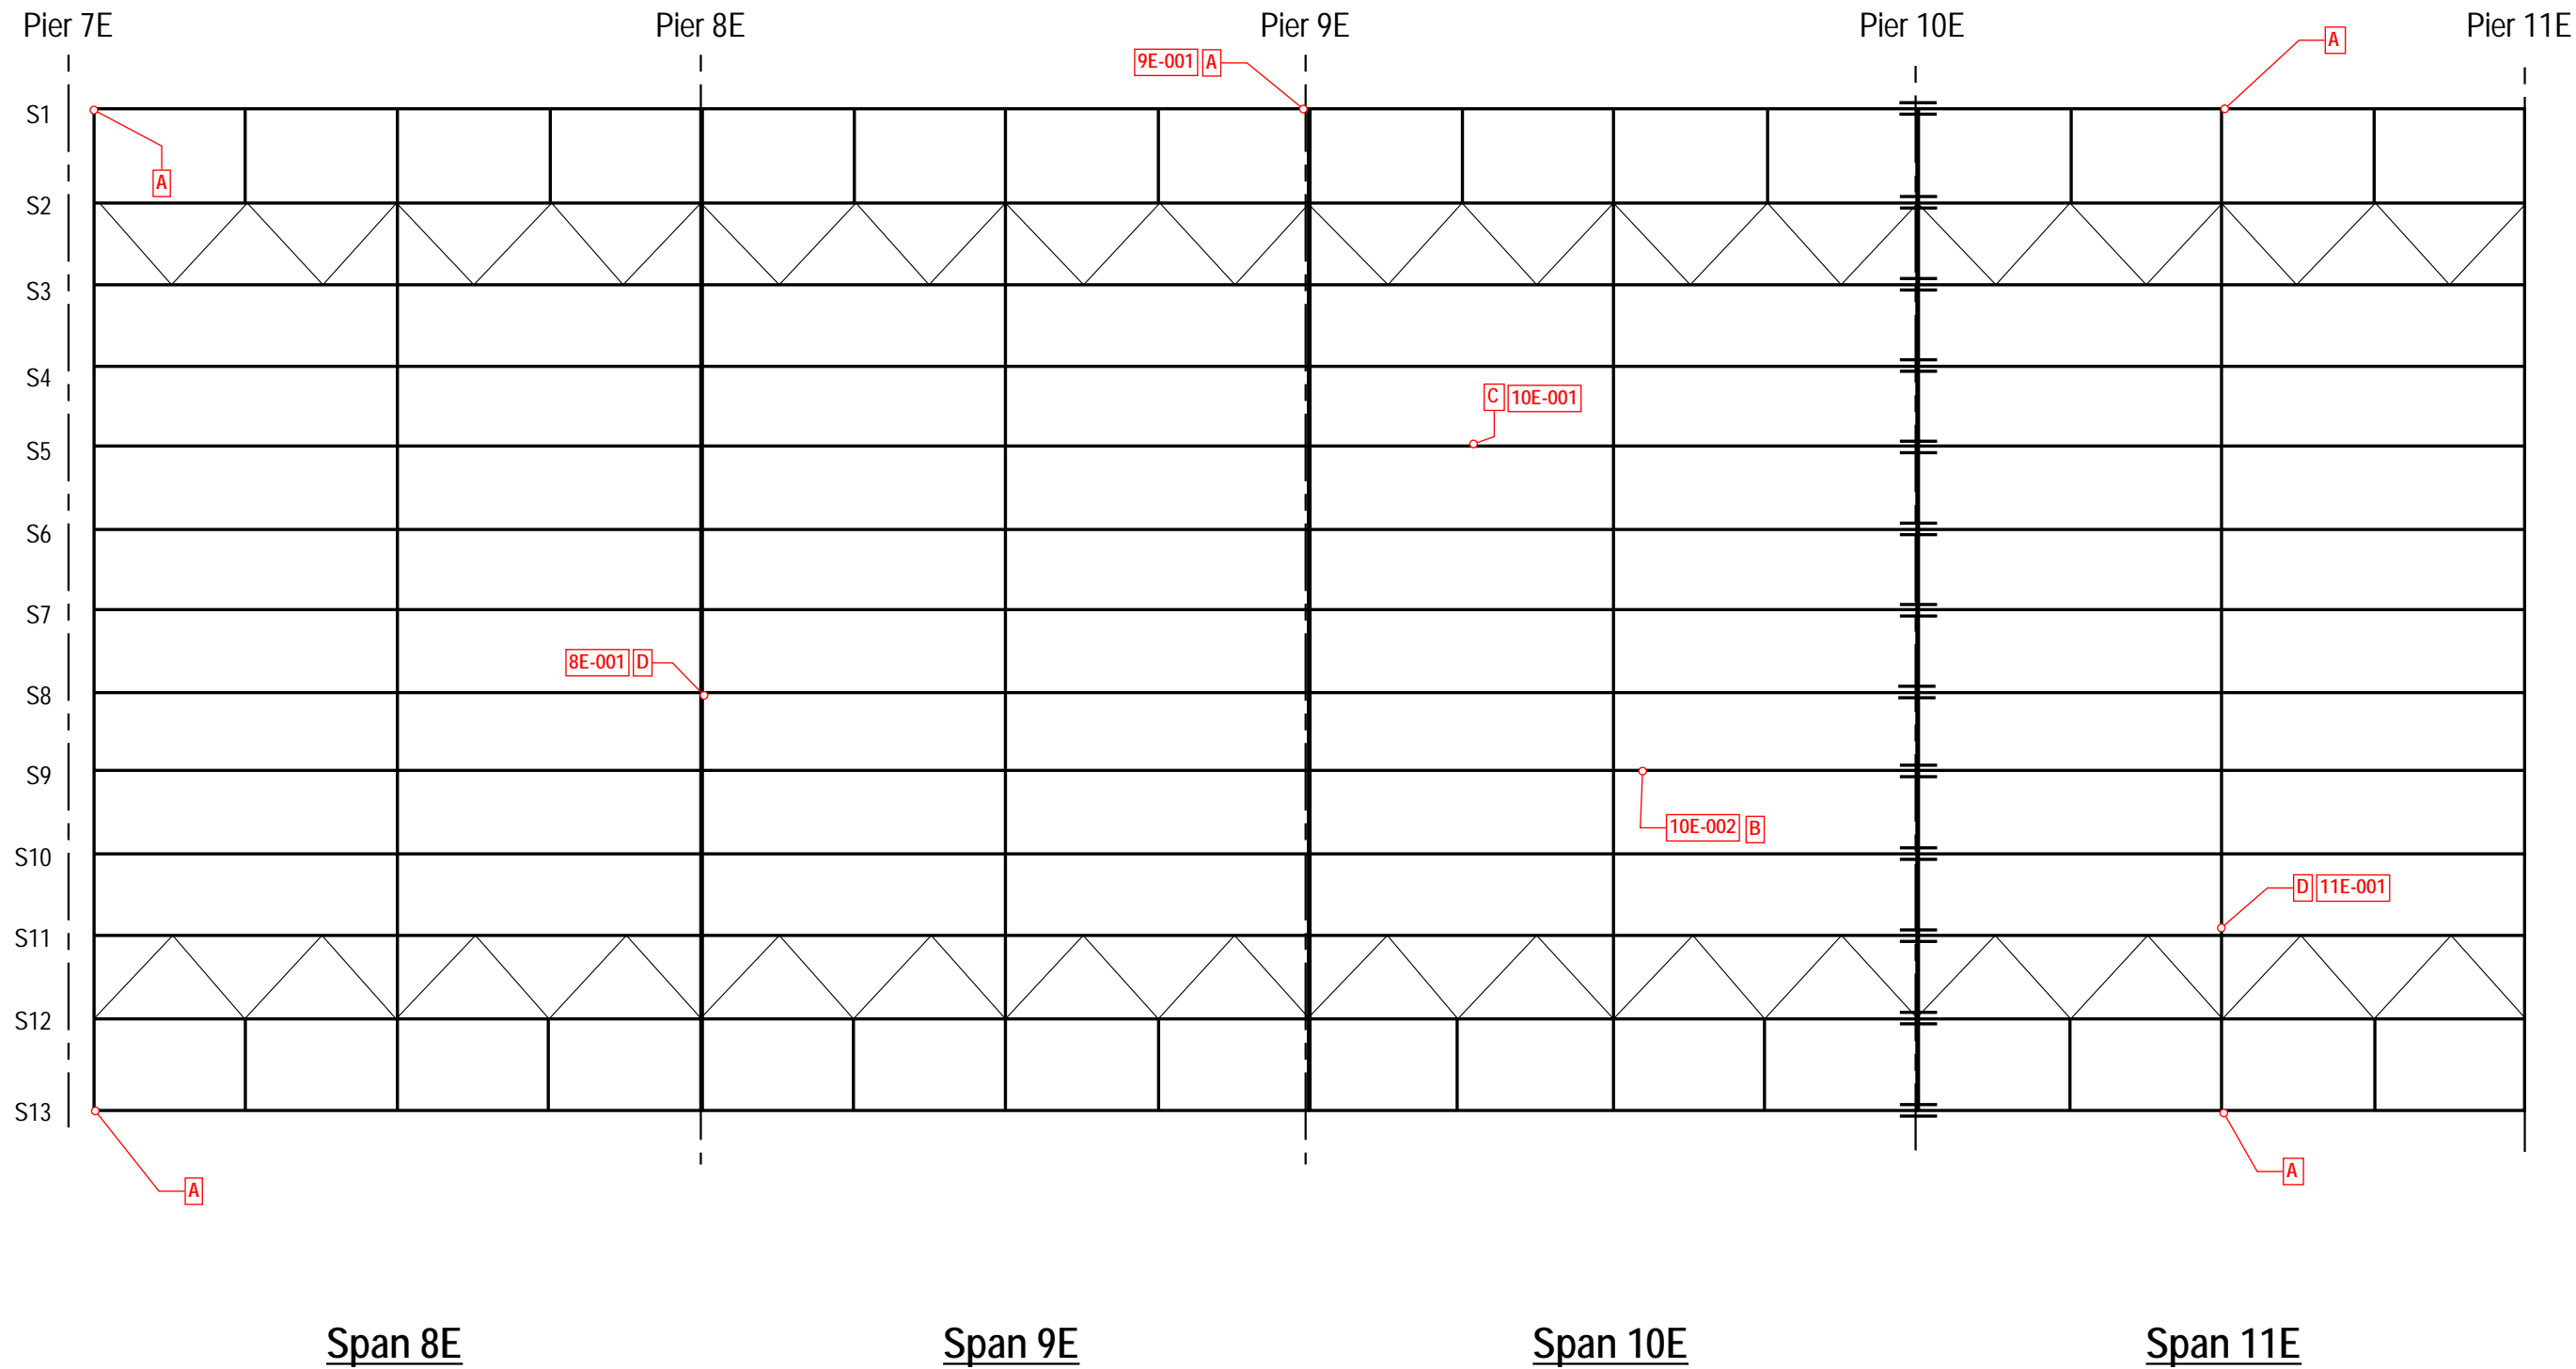 Pier 7E
Pier 8E
Pier 9E
Pier 10E
Pier 11E
A
9E-001 A
S1
A
S2
S3
S4
C 10E-001
S5
S6
S7
8E-001 D
S8
S9
10E-002 B
S10
D 11E-001
S11
S12
S13
A
A
Span 8E
Span 9E
Span 10E
Span 11E